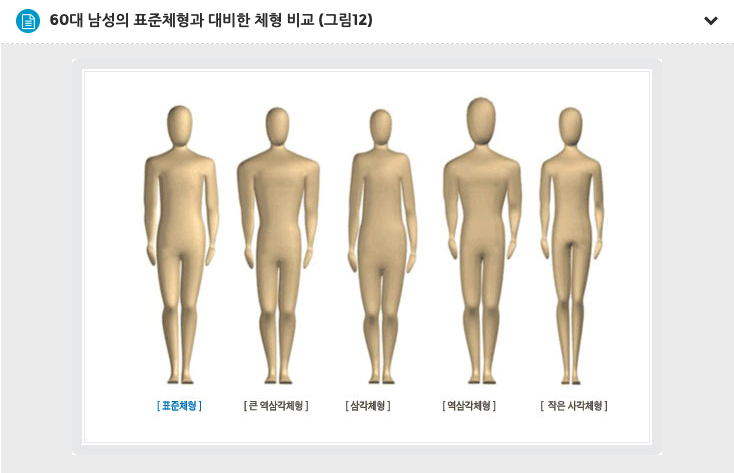 60대 남성의 표준체형과 대비한 체형 비교 (그림12)
[ 표준체형 ] [ 큰 역삼각체형 ] [ 삼각체형 ] [ 역삼각체형 ] [ 작은 사각체형 ]